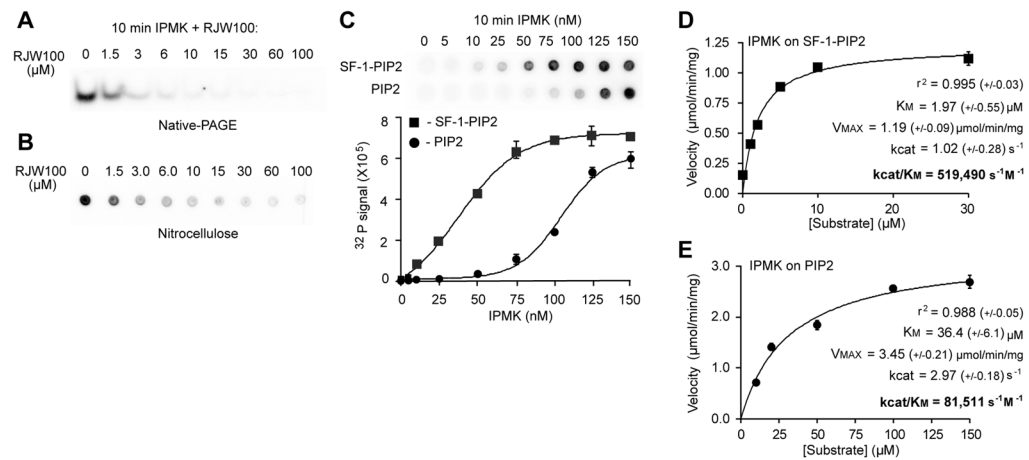 A
10 min IPMK + RJW100:
RJW100
(µM)
0 1.5 3 6 10 15 30 60 100
Native-PAGE
B
RJW100
(µM)
0 1.5 3.0 6.0 10 15 30 60 100
Nitrocellulose
C
10 min IPMK (nM)
0 5 10 25 50 75 100 125 150
SF-1-PIP2
PIP2
- SF-1-PIP2
- PIP2
8
6
4
2
0
32 P signal (X10⁵)
0 25 50 75 100 125 150
IPMK (nM)
D
IPMK on SF-1-PIP2
1.25
1.00
0.75
0.50
1.25
0.00
Velocity (µmol/min/mg)
r² = 0.995 (+/-0.03)
KM = 1.97 (+/-0.55) µM
VMAX = 1.19 (+/-0.09) µmol/min/mg
kcat = 1.02 (+/-0.28) s⁻¹
kcat/KM = 519,490 s⁻¹M⁻¹
0 10 20 30
[Substrate] (µM)
E
IPMK on PIP2
3.0
2.0
1.0
0.0
Velocity (µmol/min/mg)
r² = 0.988 (+/-0.05)
KM = 36.4 (+/-6.1) µM
VMAX = 3.45 (+/-0.21) µmol/min/mg
kcat = 2.97 (+/-0.18) s⁻¹
kcat/KM = 81,511 s⁻¹M⁻¹
0 25 50 75 100 125 150
[Substrate] (µM)